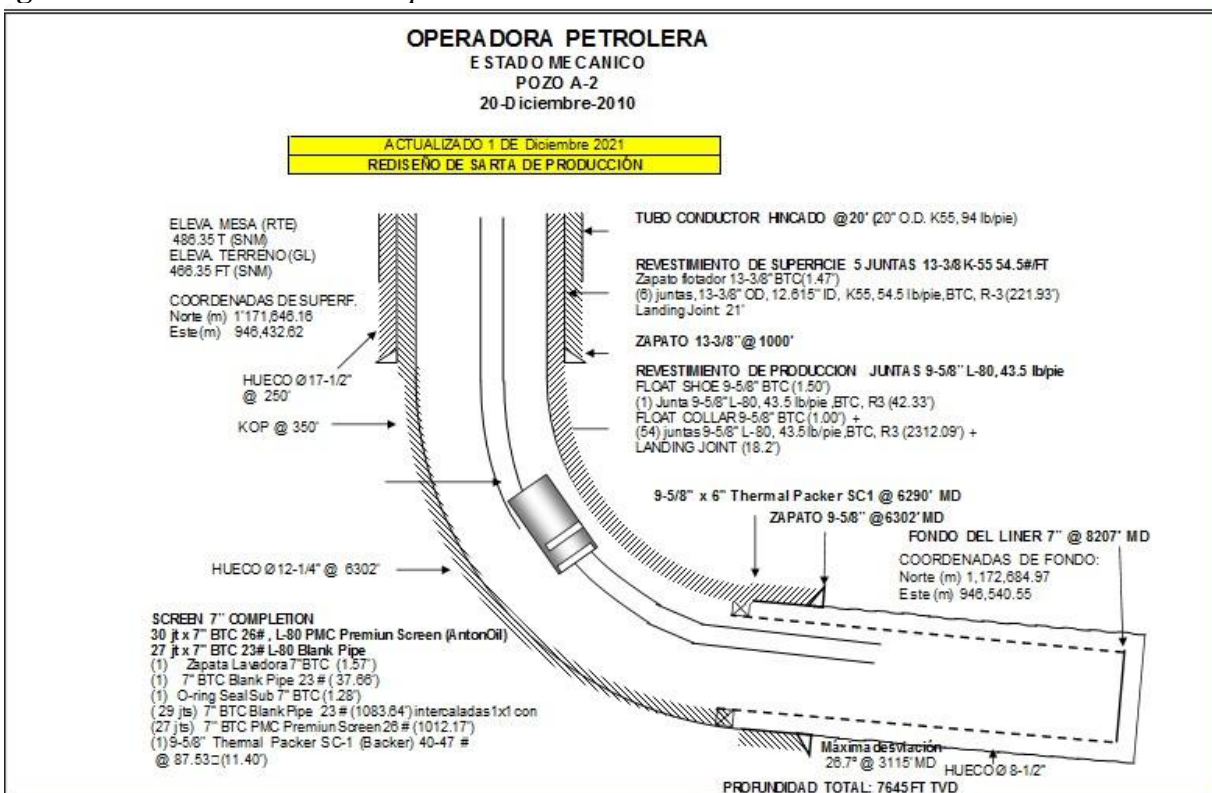 OPERADORA PETROLERA
ESTADO MECANICO
POZO A-2
20-Diciembre-2010
ACTUALIZADO 1 DE Diciembre 2021
REDISEÑO DE SARTA DE PRODUCCIÓN
ELEVA. MESA (RTE)
486.35 T (SNM)
ELEVA. TERRENO (GL)
466.35 FT (SNM)
COORDENADAS DE SUPERF.
Norte (m) 1'171,646.16
Este (m) 946,432.62
HUECO Ø 17-1/2"
@ 250'
KOP @ 350'
TUBO CONDUCTOR HINCADO @20' (20" O.D. K55, 94 lb/pie)
REVESTIMIENTO DE SUPERFICIE 5 JUNTAS 13-3/8 K-55 54.5#/FT
Zapato flotador 13-3/8" BTC (1.47")
(6) juntas, 13-3/8" OD, 12.615" ID, K55, 54.5 lb/pie, BTC, R-3 (221.93')
Landing Joint: 21'
ZAPATO 13-3/8" @ 1000'
REVESTIMIENTO DE PRODUCCION JUNTAS 9-5/8" L-80, 43.5 lb/pie
FLOAT SHOE 9-5/8" BTC (1.50')
(1) Junta 9-5/8" L-80, 43.5 lb/pie ,BTC, R3 (42.33')
FLOAT COLLAR 9-5/8" BTC (1.00') +
(54) juntas 9-5/8" L-80, 43.5 lb/pie, BTC, R3 (2312.09') +
LANDING JOINT (18.2')
9-5/8" x 6" Thermal Packer SC1 @ 6290' MD
ZAPATO 9-5/8" @6302' MD
FONDO DEL LINER 7" @ 8207' MD
COORDENADAS DE FONDO:
Norte (m) 1,172,684.97
Este (m) 946,540.55
HUECO Ø 12-1/4" @ 6302'
SCREEN 7" COMPLETION
30 jt x 7" BTC 26# , L-80 PMC Premiun Screen (AntonOil)
27 jt x 7" BTC 23# L-80 Blank Pipe
(1) Zapata Lavadora 7" BTC (1.57')
(1) 7" BTC Blank Pipe 23 # ( 37.66')
(1) O-ring Seal Sub 7" BTC (1.28')
( 29 jts) 7" BTC Blank Pipe 23 # (1083.64') intercaladas 1x1 con
(27 jts) 7" BTC PMC Premiun Screen 26 # (1012.17')
(1) 9-5/8" Thermal Packer SC-1 (Backer) 40-47 #
@ 87.53□ (11.40')
Máxima desviación
26.7º @ 3115' MD
HUECO Ø 8-1/2"
PROFUNDIDAD TOTAL: 7645 FT TVD